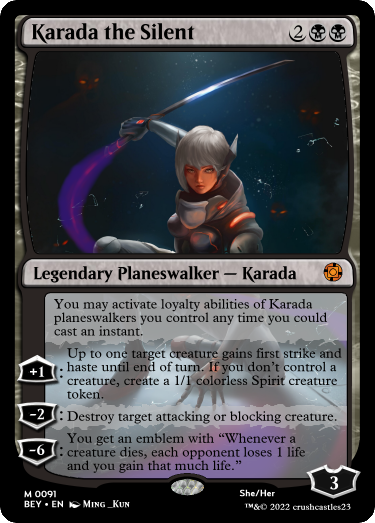 Karada the Silent 2
Legendary Planeswalker — Karada
You may activate loyalty abilities of Karada
planeswalkers you control any time you could
cast an instant.
+1 : Up to one target creature gains first strike and
haste until end of turn. If you don't control a
creature, create a 1/1 colorless Spirit creature
token.
-2 : Destroy target attacking or blocking creature.
-6 : You get an emblem with “Whenever a
creature dies, each opponent loses 1 life
and you gain that much life.”
3
M 0091
BEY • EN Ming_Kun
She/Her
™& © 2022 crushcastles23